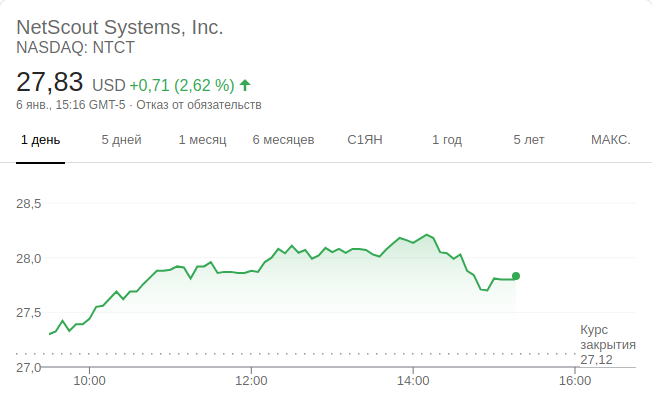 NetScout Systems, Inc.
NASDAQ: NTCT
27,83 USD +0,71 (2,62 %)
6 янв., 15:16 GMT-5 · Отказ от обязательств
1 день 5 дней 1 месяц 6 месяцев С1ЯН 1 год 5 лет МАКС.
28,5
28,0
27,5
27,0
Курс
закрытия
27,12
10:00 12:00 14:00 16:00